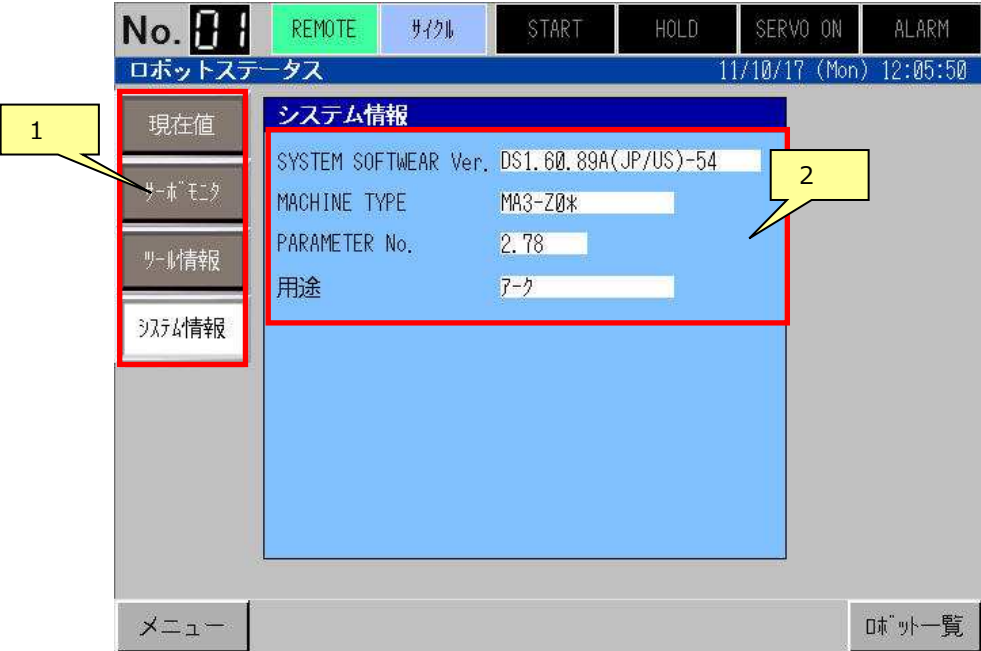 No. 01 REMOTE ｻｲｸﾙ START HOLD SERVO ON ALARM
ロボットステータス 11/10/17 (Mon) 12:05:50
1
現在値
ｻｰﾎﾞﾓﾆﾀ
ﾂｰﾙ情報
ｼｽﾃﾑ情報
システム情報
SYSTEM SOFTWEAR Ver. DS1.60.89A(JP/US)-54
MACHINE TYPE MA3-Z0*
PARAMETER No. 2.78
用途 ｱｰｸ
2
メニュー ﾛﾎﾞｯﾄ一覧